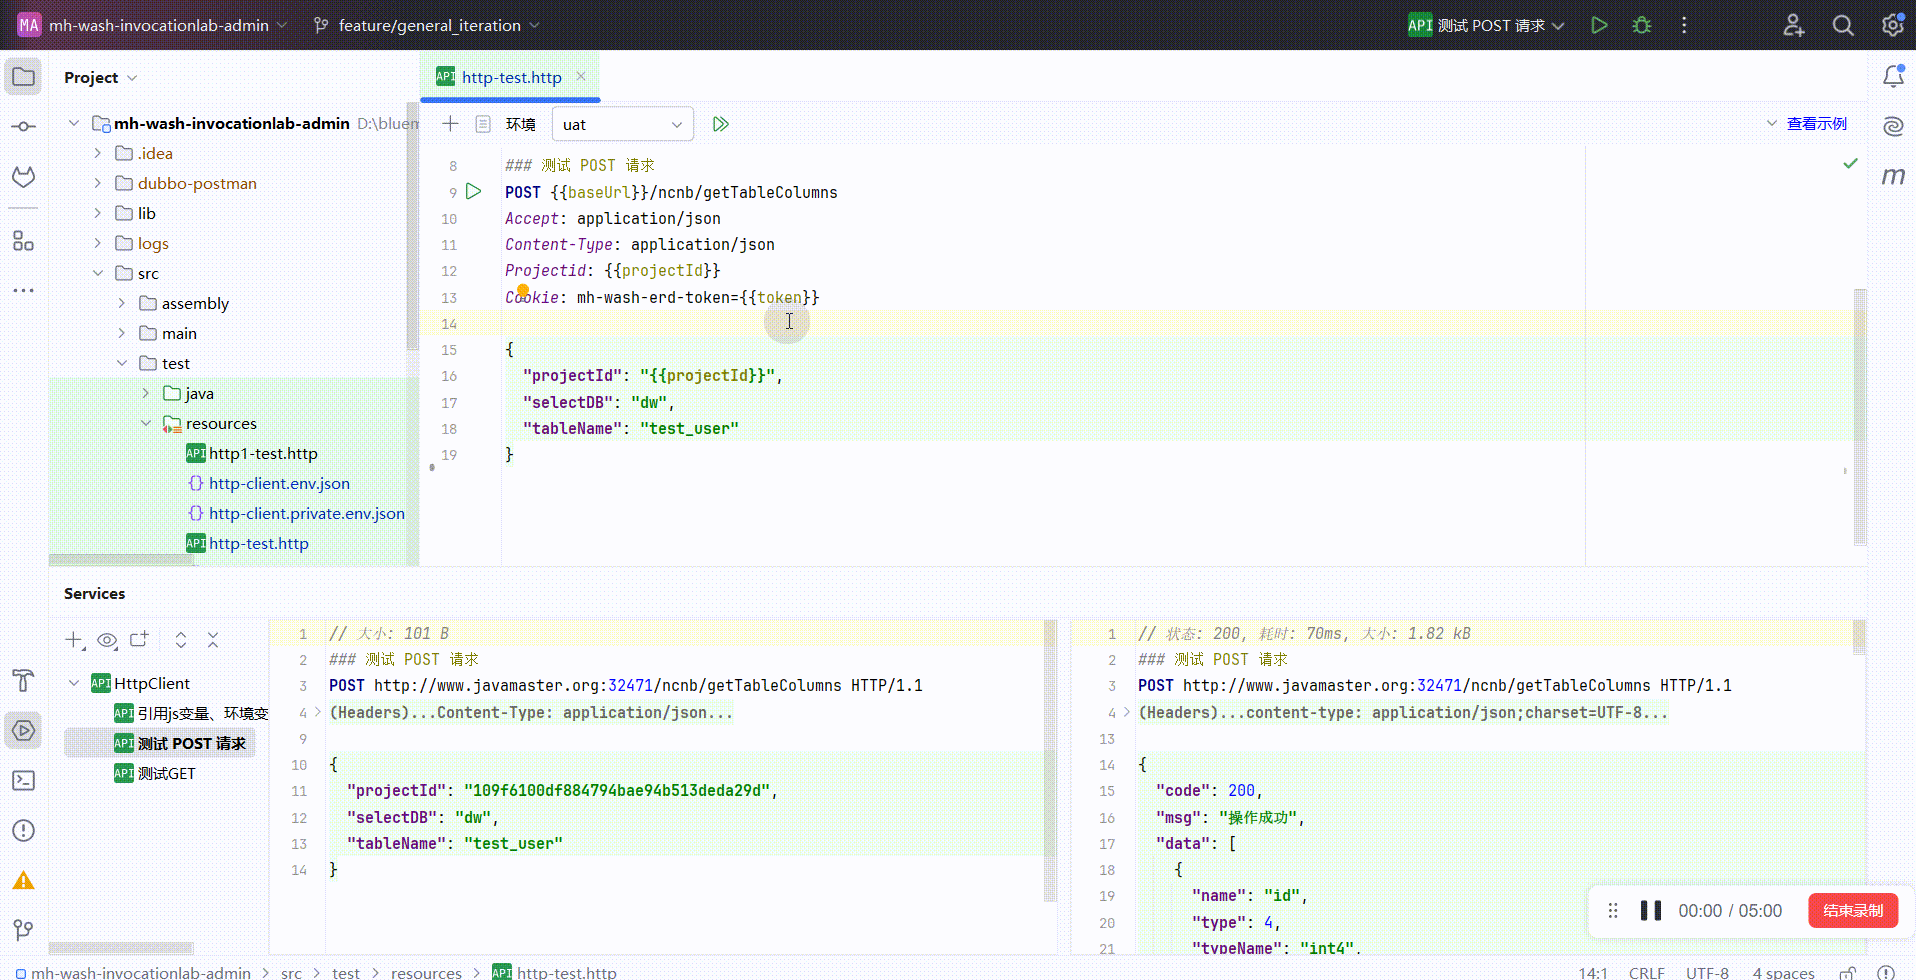 MA mh-wash-invocationlab-admin feature/general_iteration API 测试 POST 请求
Project
mh-wash-invocationlab-admin
.idea
dubbo-postman
lib
logs
src
assembly
main
test
java
resources
API http1-test.http
{} http-client.env.json
{} http-client.private.env.json
API http-test.http
API http-test.http
环境 uat 查看示例
8 ### 测试 POST 请求
9 POST {{baseUrl}}/ncnb/getTableColumns
10 Accept: application/json
11 Content-Type: application/json
12 Projectid: {{projectId}}
13 Cookie: mh-wash-erd-token={{token}}
14
15 {
16 "projectId": "{{projectId}}",
17 "selectDB": "dw",
18 "tableName": "test_user"
19 }
m
Services
API HttpClient
API 引用js变量、环境变
API 测试 POST 请求
API 测试GET
1 // 大小: 101 B
2 ### 测试 POST 请求
3 POST http://www.javamaster.org:32471/ncnb/getTableColumns HTTP/1.1
4 (Headers)...Content-Type: application/json...
9
10 {
11 "projectId": "109f6100df884794bae94b513deda29d",
12 "selectDB": "dw",
13 "tableName": "test_user"
14 }
1 // 状态: 200, 耗时: 70ms, 大小: 1.82 kB
2 ### 测试 POST 请求
3 POST http://www.javamaster.org:32471/ncnb/getTableColumns HTTP/1.1
4 (Headers)...content-type: application/json;charset=UTF-8...
13
14 {
15 "code": 200,
16 "msg": "操作成功",
17 "data": [
18 {
19 "name": "id",
20 "type": 4,
21 "typeName": "int4",
00:00 / 05:00 结束录制
mh-wash-invocationlab-admin > src > test > resources > API http-test.http
14:1 CRLF UTF-8 4 spaces